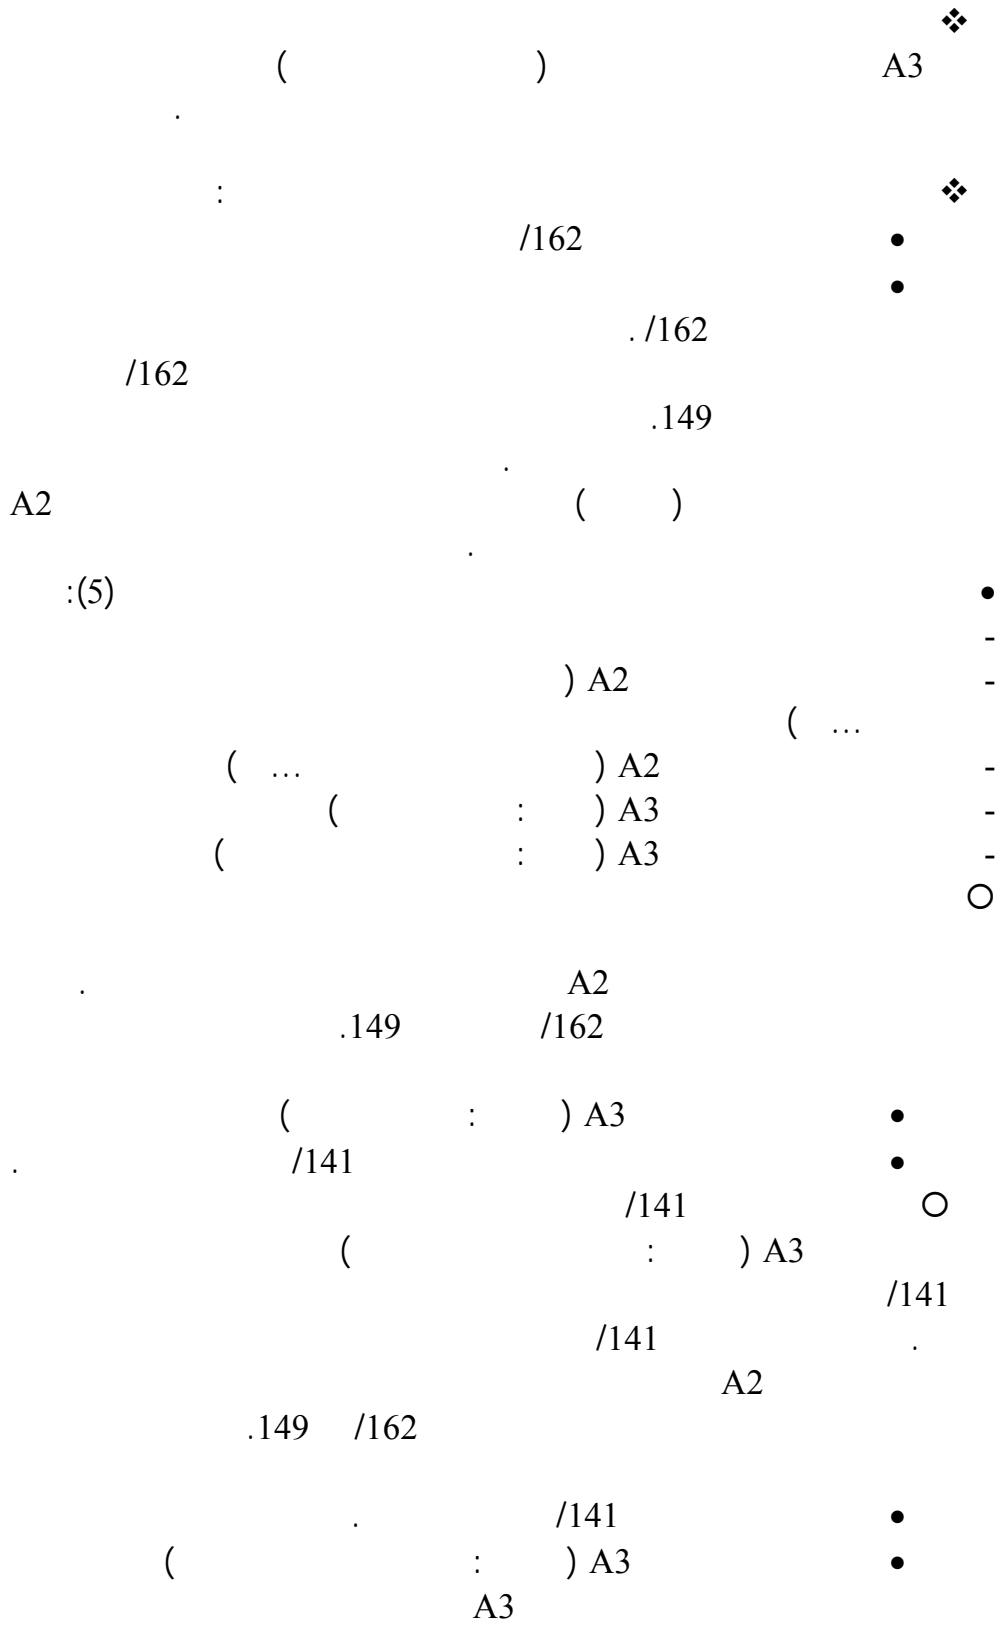 ❖
A3 ( )
.
❖ :
• 162/
•
162/ .
162/
149.
.
( ) A2
.
• (5):
-
- A2 (
... )
- A2 ( ... )
- A3 ( : )
- A3 ( : )
○
A2 .
162/ 149.
• A3 ( : )
• 141/ .
○ 141/
A3 ( : )
141/
. 141/
A2
162/ 149.
• 141/ .
• A3 ( : )
A3